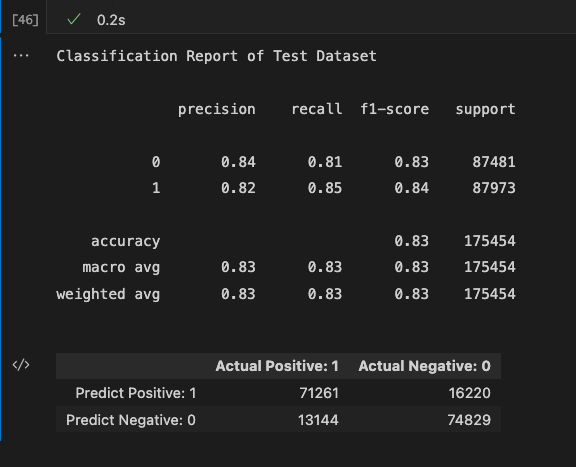 [46] ✓ 0.2s
... Classification Report of Test Dataset
precision recall f1-score support
0 0.84 0.81 0.83 87481
1 0.82 0.85 0.84 87973
accuracy 0.83 175454
macro avg 0.83 0.83 0.83 175454
weighted avg 0.83 0.83 0.83 175454
</> Actual Positive: 1 Actual Negative: 0
Predict Positive: 1 71261 16220
Predict Negative: 0 13144 74829